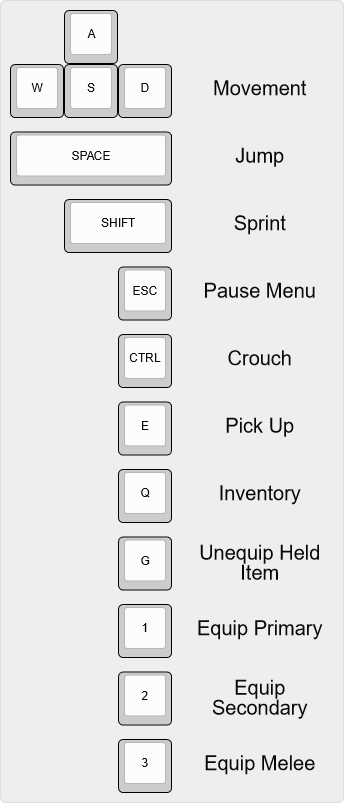 A
W S D Movement
SPACE Jump
SHIFT Sprint
ESC Pause Menu
CTRL Crouch
E Pick Up
Q Inventory
G Unequip Held
Item
1 Equip Primary
2 Equip
Secondary
3 Equip Melee